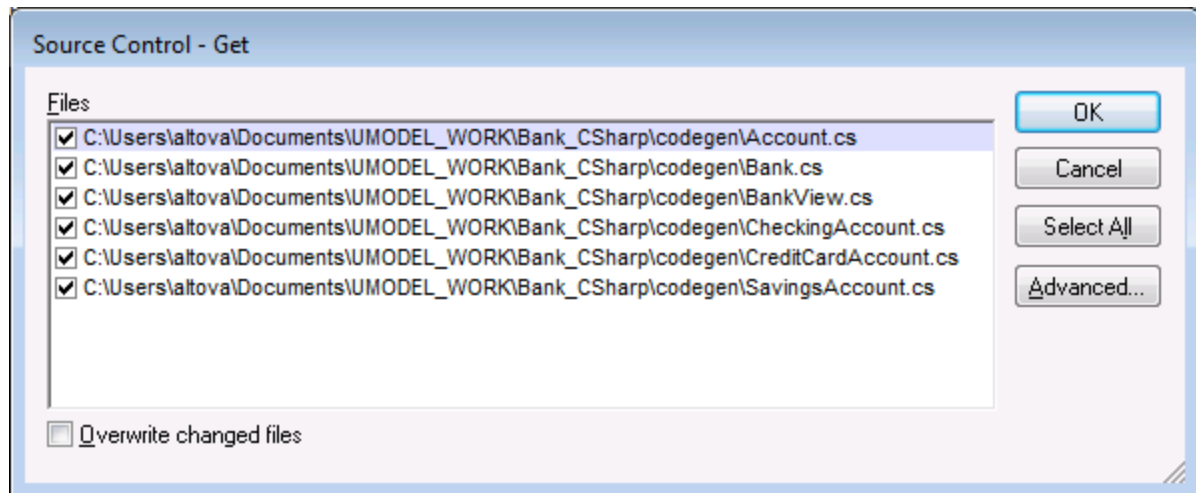 Source Control - Get
Files
OK
C:\Users\altova\Documents\UMODEL_WORK\Bank_CSharp\codegen\Account.cs
C:\Users\altova\Documents\UMODEL_WORK\Bank_CSharp\codegen\Bank.cs
Cancel
C:\Users\altova\Documents\UMODEL_WORK\Bank_CSharp\codegen\BankView.cs
C:\Users\altova\Documents\UMODEL_WORK\Bank_CSharp\codegen\CheckingAccount.cs
Select All
C:\Users\altova\Documents\UMODEL_WORK\Bank_CSharp\codegen\CreditCardAccount.cs
C:\Users\altova\Documents\UMODEL_WORK\Bank_CSharp\codegen\SavingsAccount.cs
Advanced...
Overwrite changed files